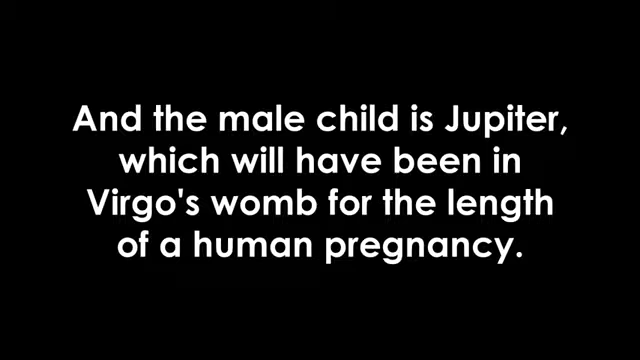 And the male child is Jupiter,
which will have been in
Virgo's womb for the length
of a human pregnancy.